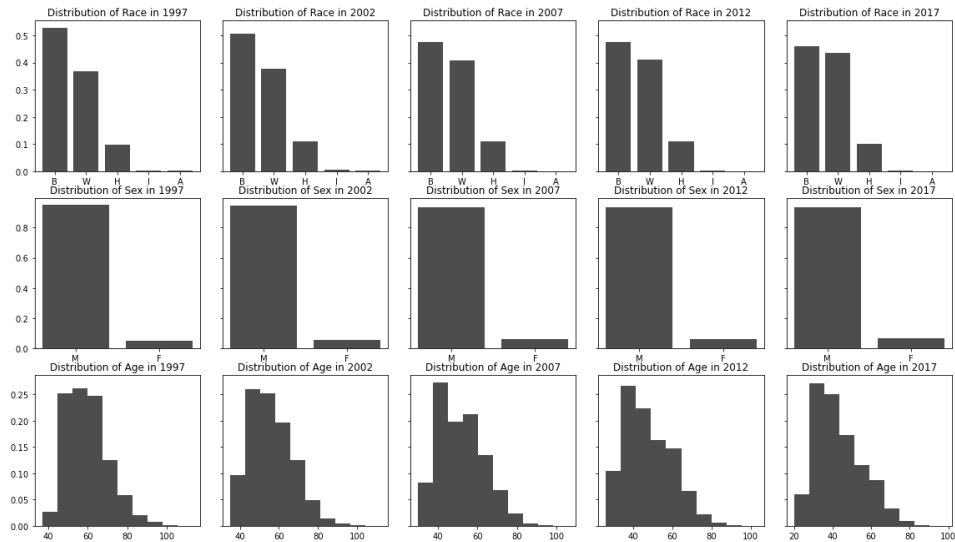 Distribution of Race in 1997 Distribution of Race in 2002 Distribution of Race in 2007 Distribution of Race in 2012 Distribution of Race in 2017
0.5
0.4
0.3
0.2
0.1
0.0
B W H I A B W H I A B W H I A B W H I A B W H I A
Distribution of Sex in 1997 Distribution of Sex in 2002 Distribution of Sex in 2007 Distribution of Sex in 2012 Distribution of Sex in 2017
0.8
0.6
0.4
0.2
0.0
M F M F M F M F M F
Distribution of Age in 1997 Distribution of Age in 2002 Distribution of Age in 2007 Distribution of Age in 2012 Distribution of Age in 2017
0.25
0.20
0.15
0.10
0.05
0.00
40 60 80 100 40 60 80 100 40 60 80 100 40 60 80 100 20 40 60 80 100